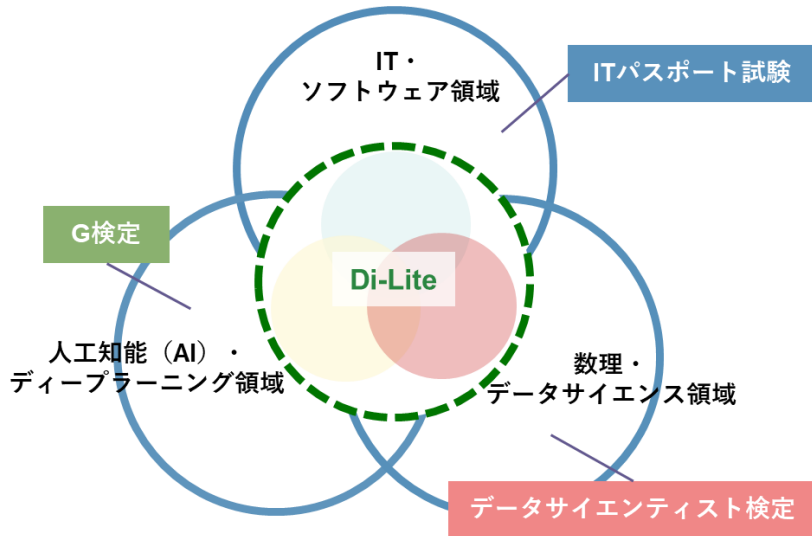 IT・
ソフトウェア領域
ITパスポート試験
G検定
Di-Lite
人工知能（AI）・
ディープラーニング領域
数理・
データサイエンス領域
データサイエンティスト検定